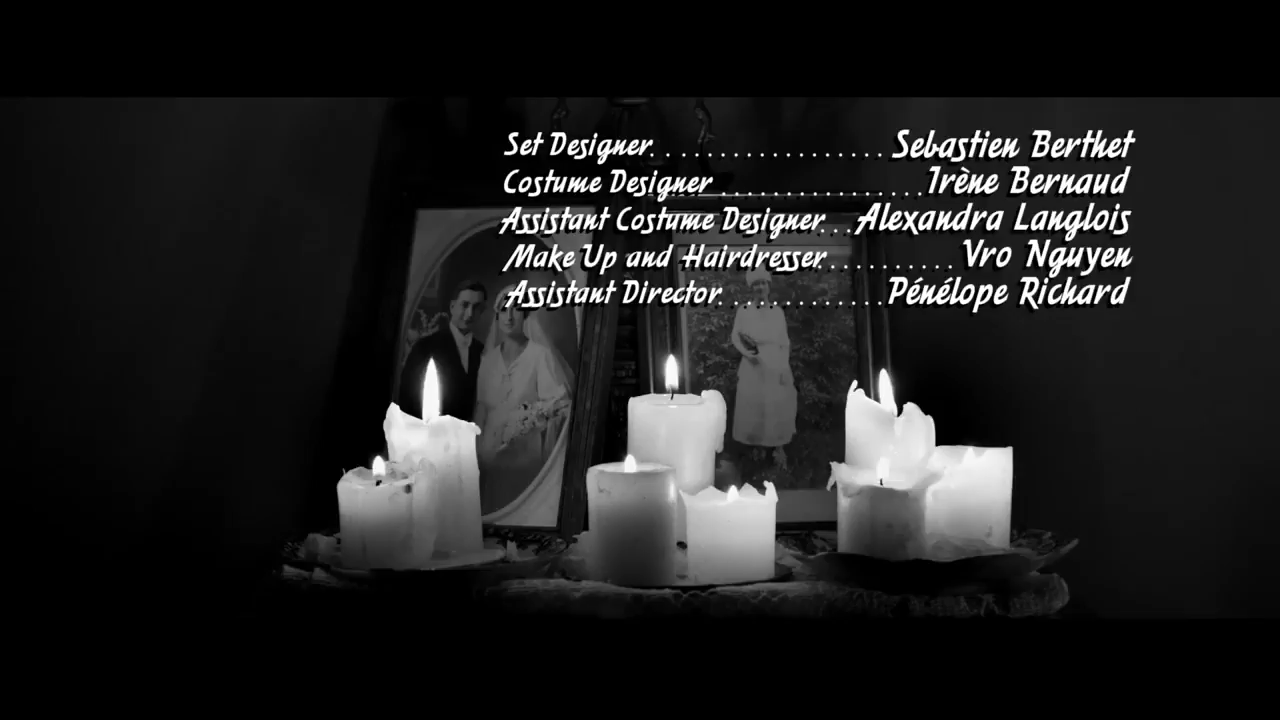 Set Designer. . . . . . . . . . . . . . . . . . Sebastien Berthet
Costume Designer . . . . . . . . . . . . . . . .Irène Bernaud
Assistant Costume Designer. . .Alexandra Langlois
Make Up and Hairdresser. . . . . . . . . . Vro Nguyen
Assistant Director. . . . . . . . . . . . .Pénélope Richard